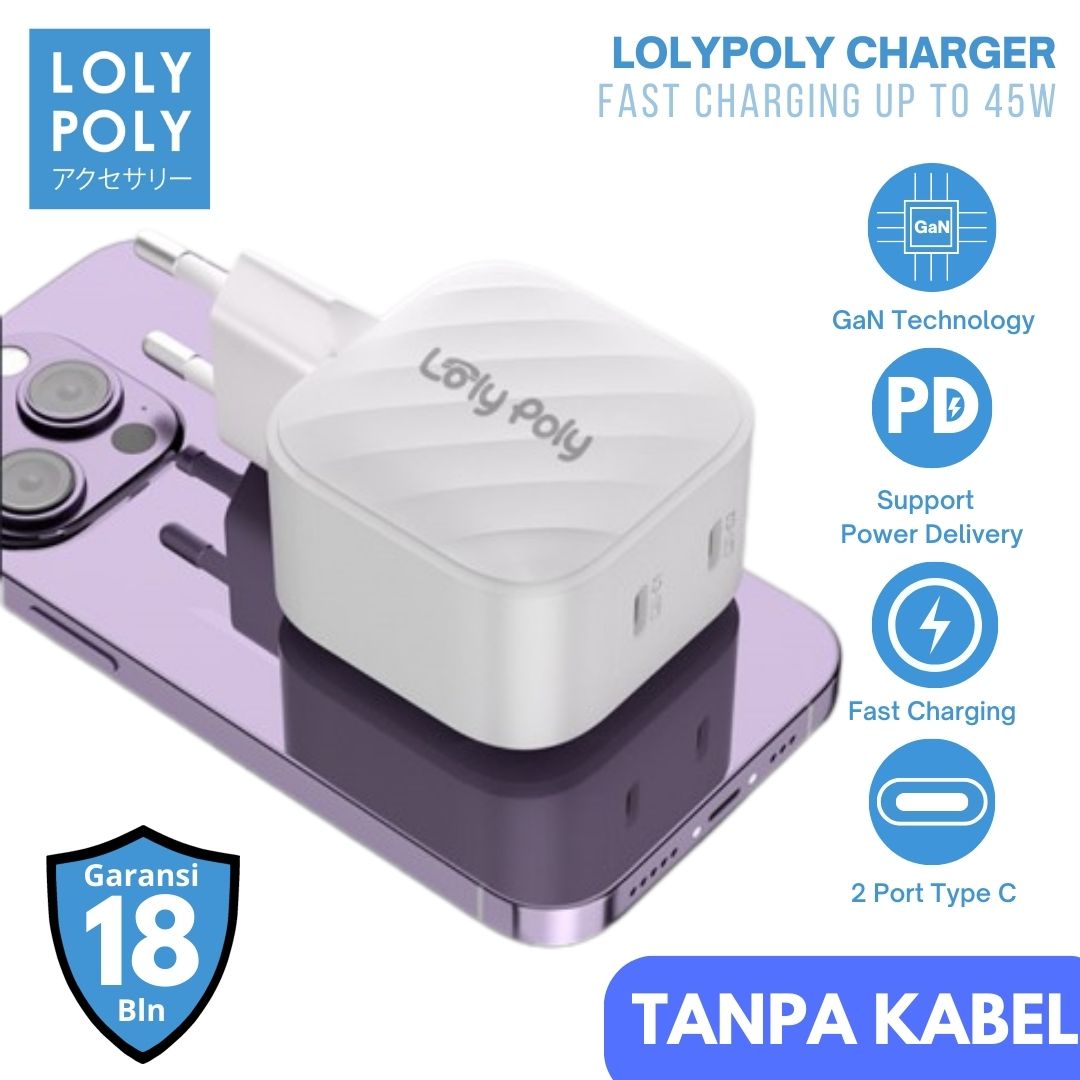 LOLY
POLY
アクセサリー
LOLYPOLY CHARGER
FAST CHARGING UP TO 45W
GaN
GaN Technology
PD
Support
Power Delivery
Fast Charging
2 Port Type C
Loly Poly
Garansi
18
Bln
TANPA KABEL